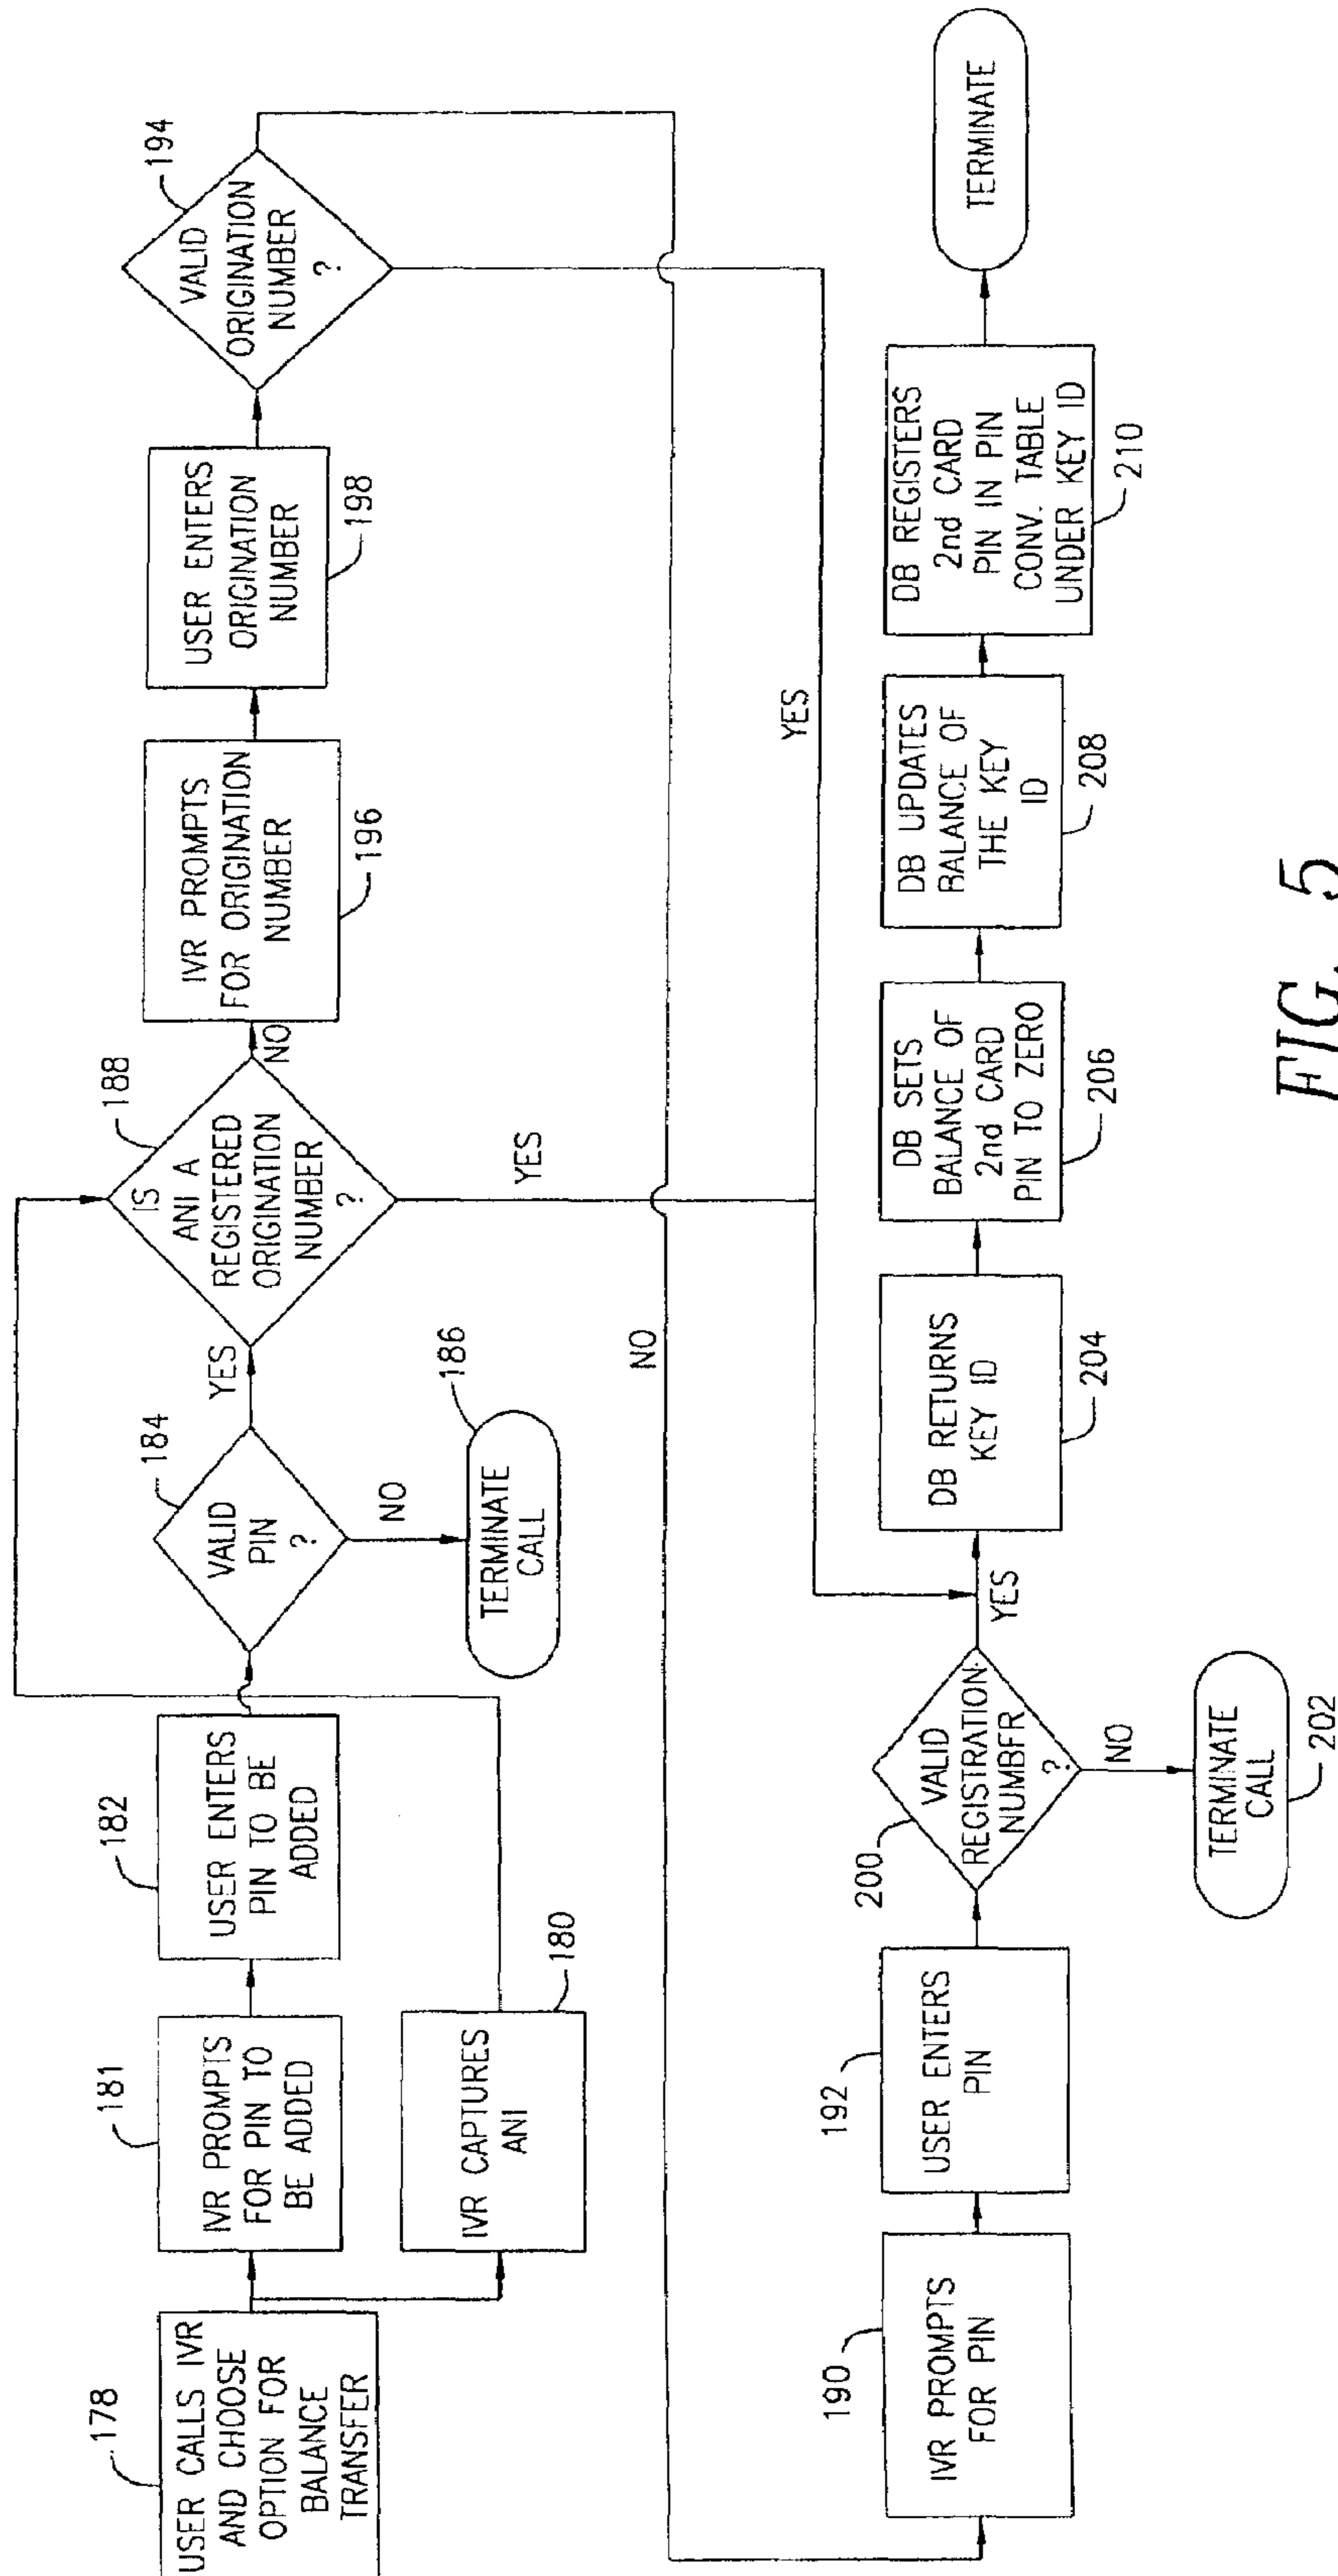 178
USER CALLS IVR
AND CHOOSE
OPTION FOR
BALANCE
TRANSFER
181
IVR PROMPTS
FOR PIN TO
BE ADDED
182
USER ENTERS
PIN TO BE
ADDED
IVR CAPTURES
ANI
180
184
VALID
PIN
?
YES
NO
186
TERMINATE
CALL
188
IS
ANI A
REGISTERED
ORIGINATION
NUMBER
?
NO
YES
IVR PROMPTS
FOR ORIGINATION
NUMBER
196
USER ENTERS
ORIGINATION
NUMBER
198
194
VALID
ORIGINATION
NUMBER
?
NO
YES
190
IVR PROMPTS
FOR PIN
192
USER ENTERS
PIN
200
VALID
REGISTRATION
NUMBFR
?
YES
NO
TERMINATE
CALL
202
DB RETURNS
KEY ID
204
DB SETS
BALANCE OF
2nd CARD
PIN TO ZERO
206
DB UPDATES
BALANCE OF
THE KEY
ID
208
DB REGISTERS
2nd CARD
PIN IN PIN
CONV. TABLE
UNDER KEY ID
210
TERMINATE
FIG. 5